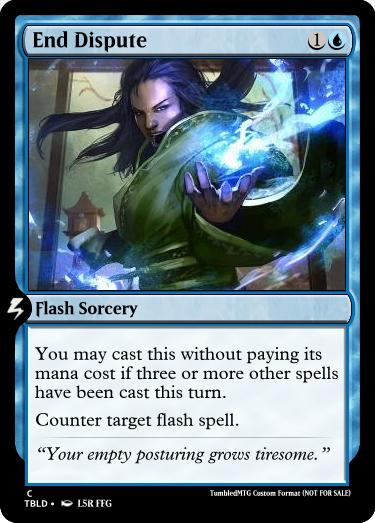 End Dispute 1
Flash Sorcery
You may cast this without paying its
mana cost if three or more other spells
have been cast this turn.
Counter target flash spell.
“Your empty posturing grows tiresome.”
C
TumbledMTG Custom Format (NOT FOR SALE)
TBLD • L5R FFG